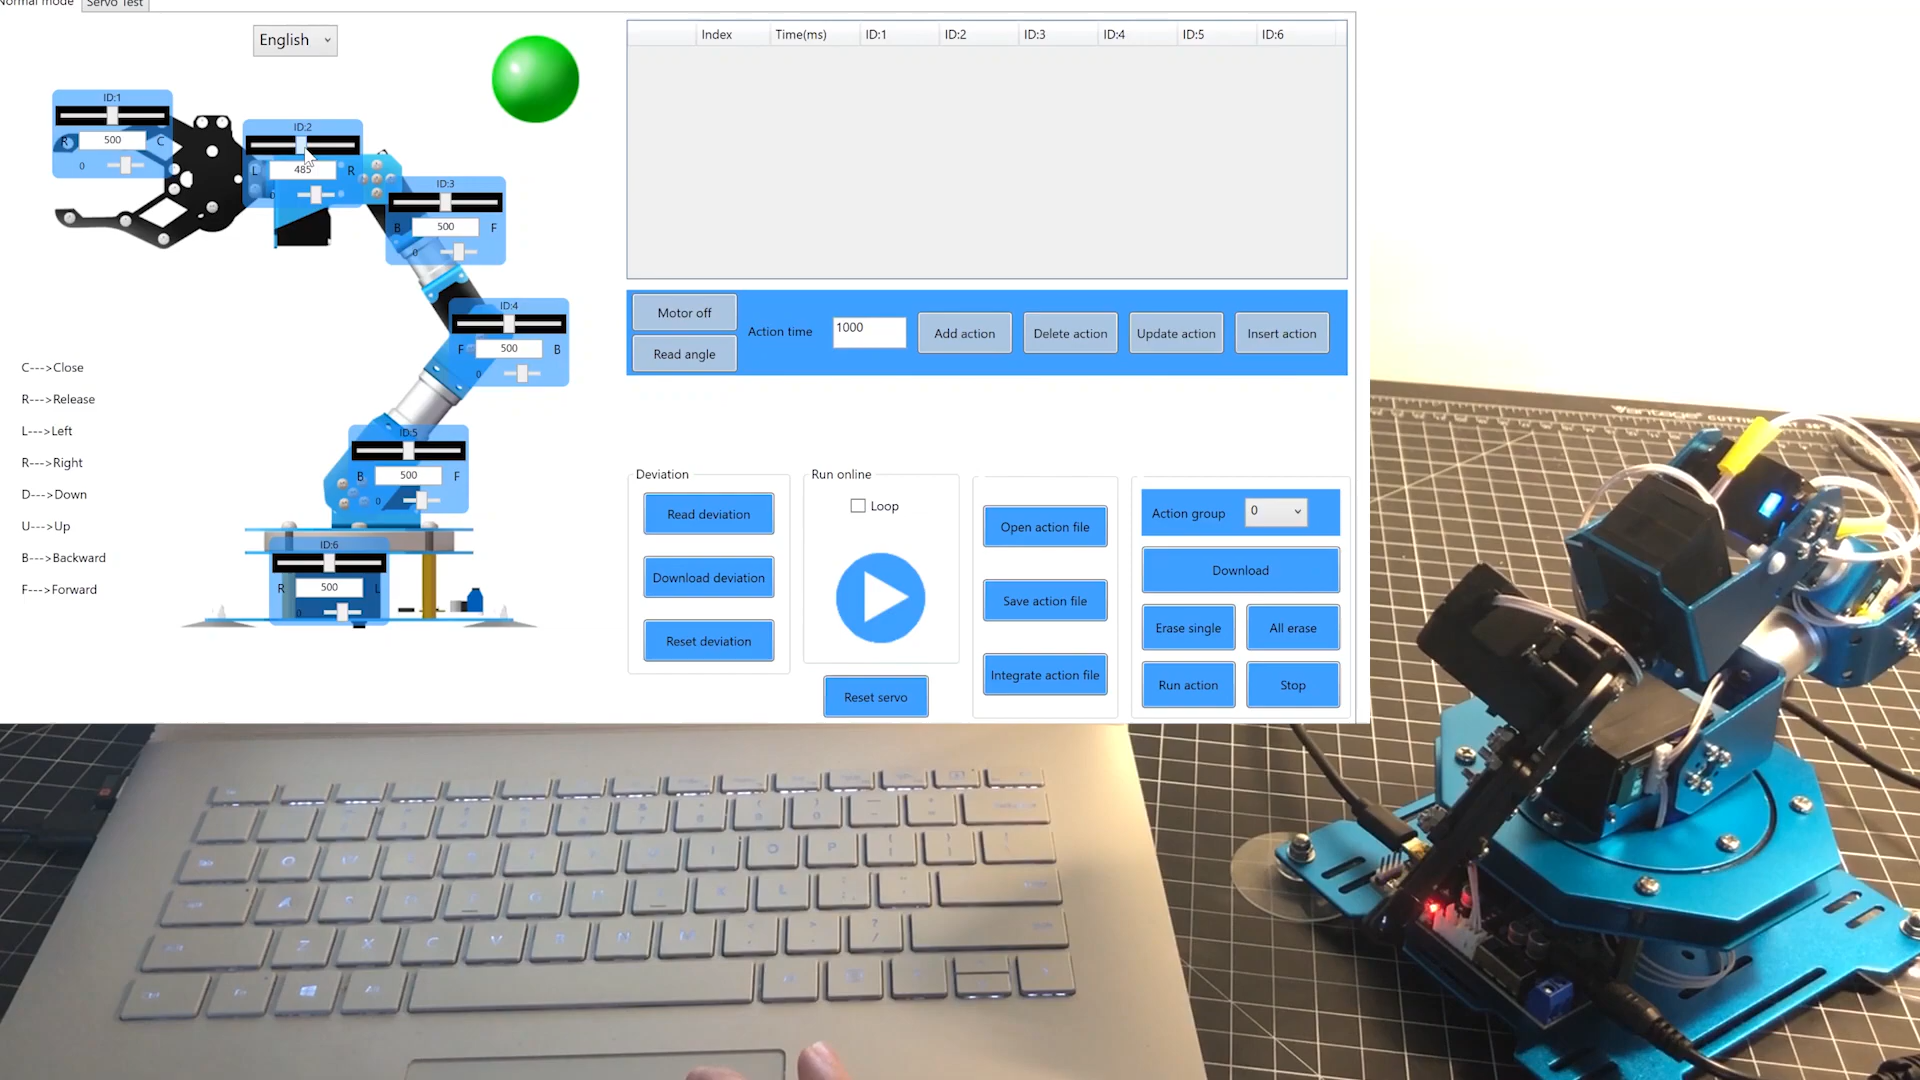 Normal mode Servo Test
English
Index Time(ms) ID:1 ID:2 ID:3 ID:4 ID:5 ID:6
ID:1
R 500 C
0
ID:2
L 485 R
0
ID:3
B 500 F
0
ID:4
F 500 B
0
ID:5
B 500 F
0
ID:6
R 500 L
0
C--->Close
R--->Release
L--->Left
R--->Right
D--->Down
U--->Up
B--->Backward
F--->Forward
Motor off
Read angle
Action time 1000 Add action Delete action Update action Insert action
Deviation
Read deviation
Download deviation
Reset deviation
Run online
Loop
Reset servo
Open action file
Save action file
Integrate action file
Action group 0
Download
Erase single All erase
Run action Stop
Vantage
O P
K L
Z X C V B N M